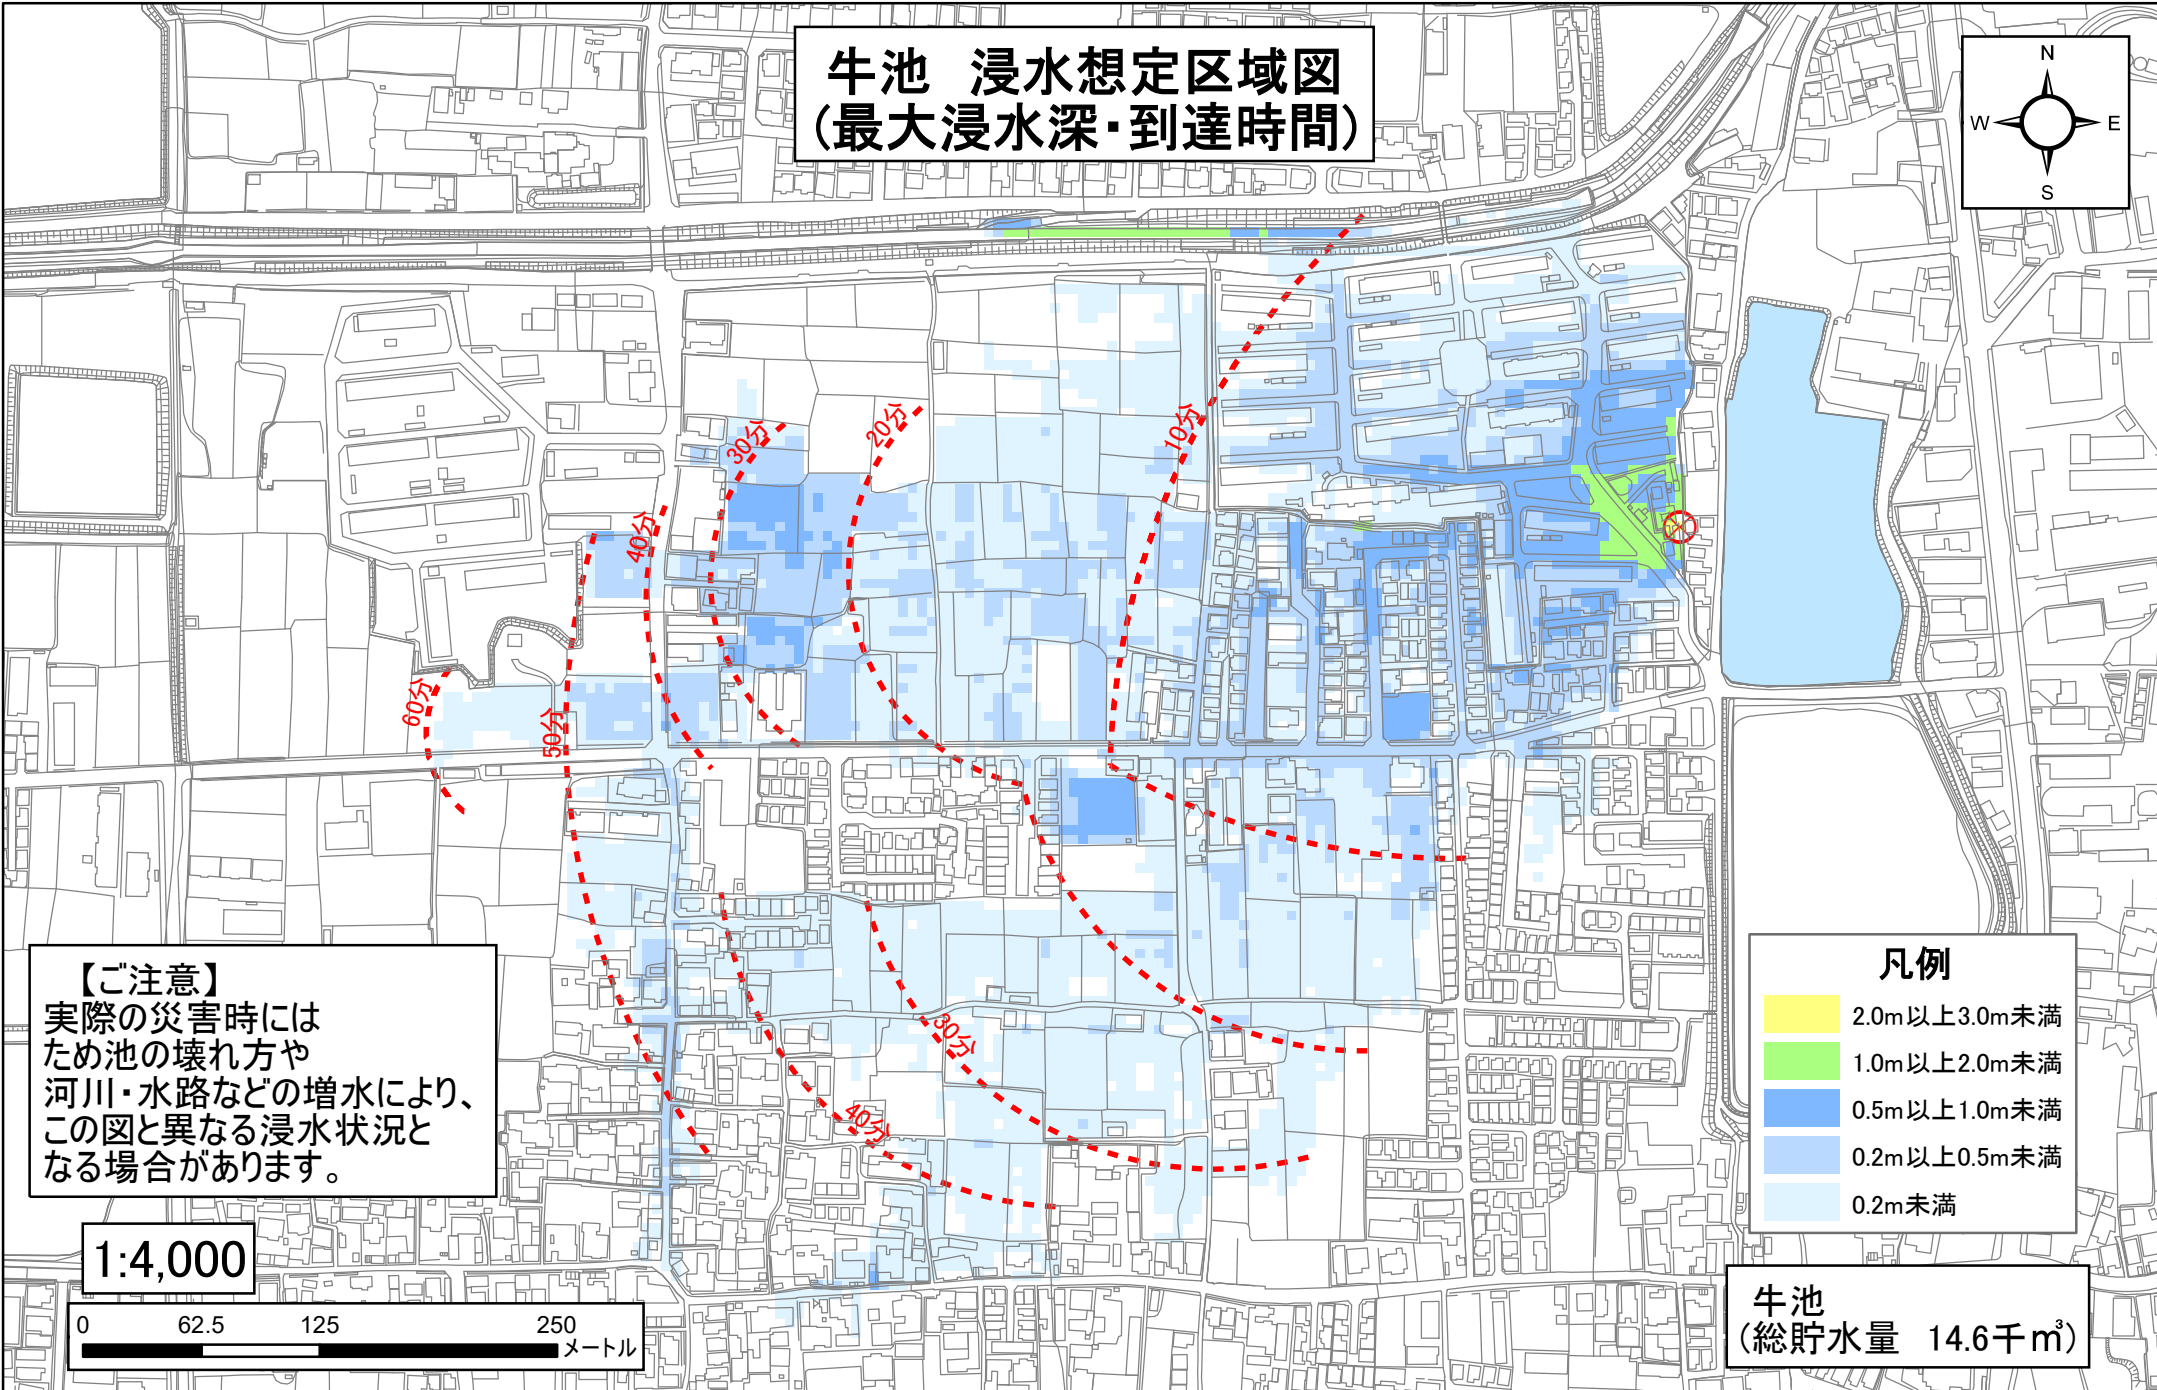 牛池　浸水想定区域図
(最大浸水深・到達時間)
N
W
E
S
10分
20分
30分
40分
50分
60分
30分
40分
【ご注意】
実際の災害時には
ため池の壊れ方や
河川・水路などの増水により、
この図と異なる浸水状況と
なる場合があります。
1:4,000
0 62.5 125 250
メートル
凡例
2.0m以上3.0m未満
1.0m以上2.0m未満
0.5m以上1.0m未満
0.2m以上0.5m未満
0.2m未満
牛池
(総貯水量　14.6千㎥)